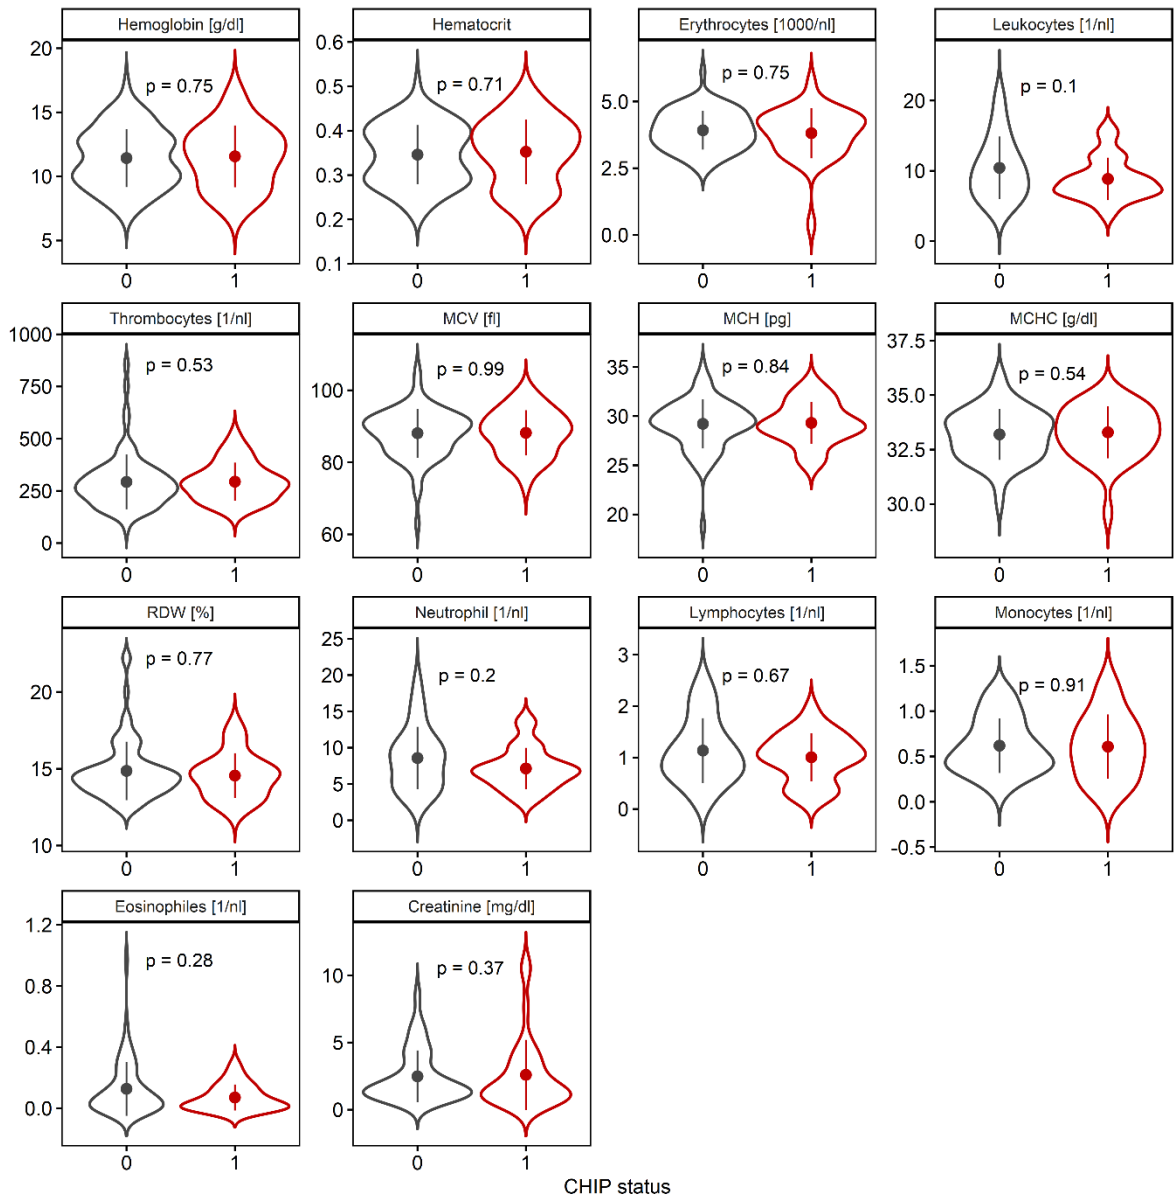 Hemoglobin [g/dl] Hematocrit Erythrocytes [1000/nl] Leukocytes [1/nl]
20 0.6
p = 0.75 p = 0.71 p = 0.75 p = 0.1
0.5 5.0 20
15
0.4
2.5 10
10 0.3
0.2 0.0 0
5
0.1
0 1 0 1 0 1 0 1
Thrombocytes [1/nl] MCV [fl] MCH [pg] MCHC [g/dl]
1000 37.5
p = 0.53 p = 0.99 p = 0.84 p = 0.54
750 100 35 35.0
30
500
80 25 32.5
250
20 30.0
0 60
0 1 0 1 0 1 0 1
RDW [%] Neutrophil [1/nl] Lymphocytes [1/nl] Monocytes [1/nl]
25
p = 0.77 p = 0.2 p = 0.67 p = 0.91
20 20 3 1.5
15 2 1.0
15 10 1 0.5
5
0 0 0.0
10 -0.5
0 1 0 1 0 1 0 1
Eosinophiles [1/nl] Creatinine [mg/dl]
1.2
p = 0.28 p = 0.37
0.8 10
0.4 5
0.0 0
0 1 0 1
CHIP status